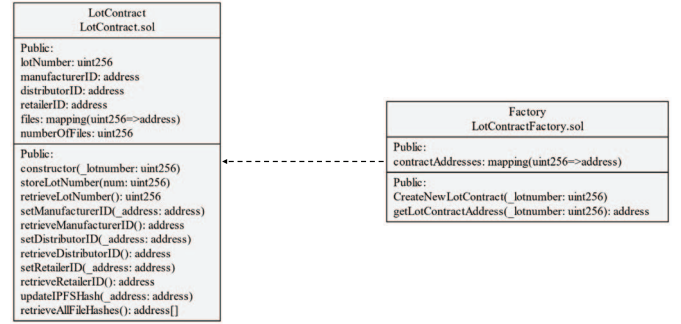 LotContract
LotContract.sol
Public:
lotNumber: uint256
manufacturerID: address
distributorID: address
retailerID: address
files: mapping(uint256=>address)
numberOfFiles: uint256
Public:
constructor(_lotnumber: uint256)
storeLotNumber(num: uint256)
retrieveLotNumber(): uint256
setManufacturerID(_address: address)
retrieveManufacturerID(): address
setDistributorID(_address: address)
retrieveDistributorID(): address
setRetailerID(_address: address)
retrieveRetailerID(): address
updateIPFSHash(_address: address)
retrieveAllFileHashes(): address[]
Factory
LotContractFactory.sol
Public:
contractAddresses: mapping(uint256=>address)
Public:
CreateNewLotContract(_lotnumber: uint256)
getLotContractAddress(_lotnumber: uint256): address